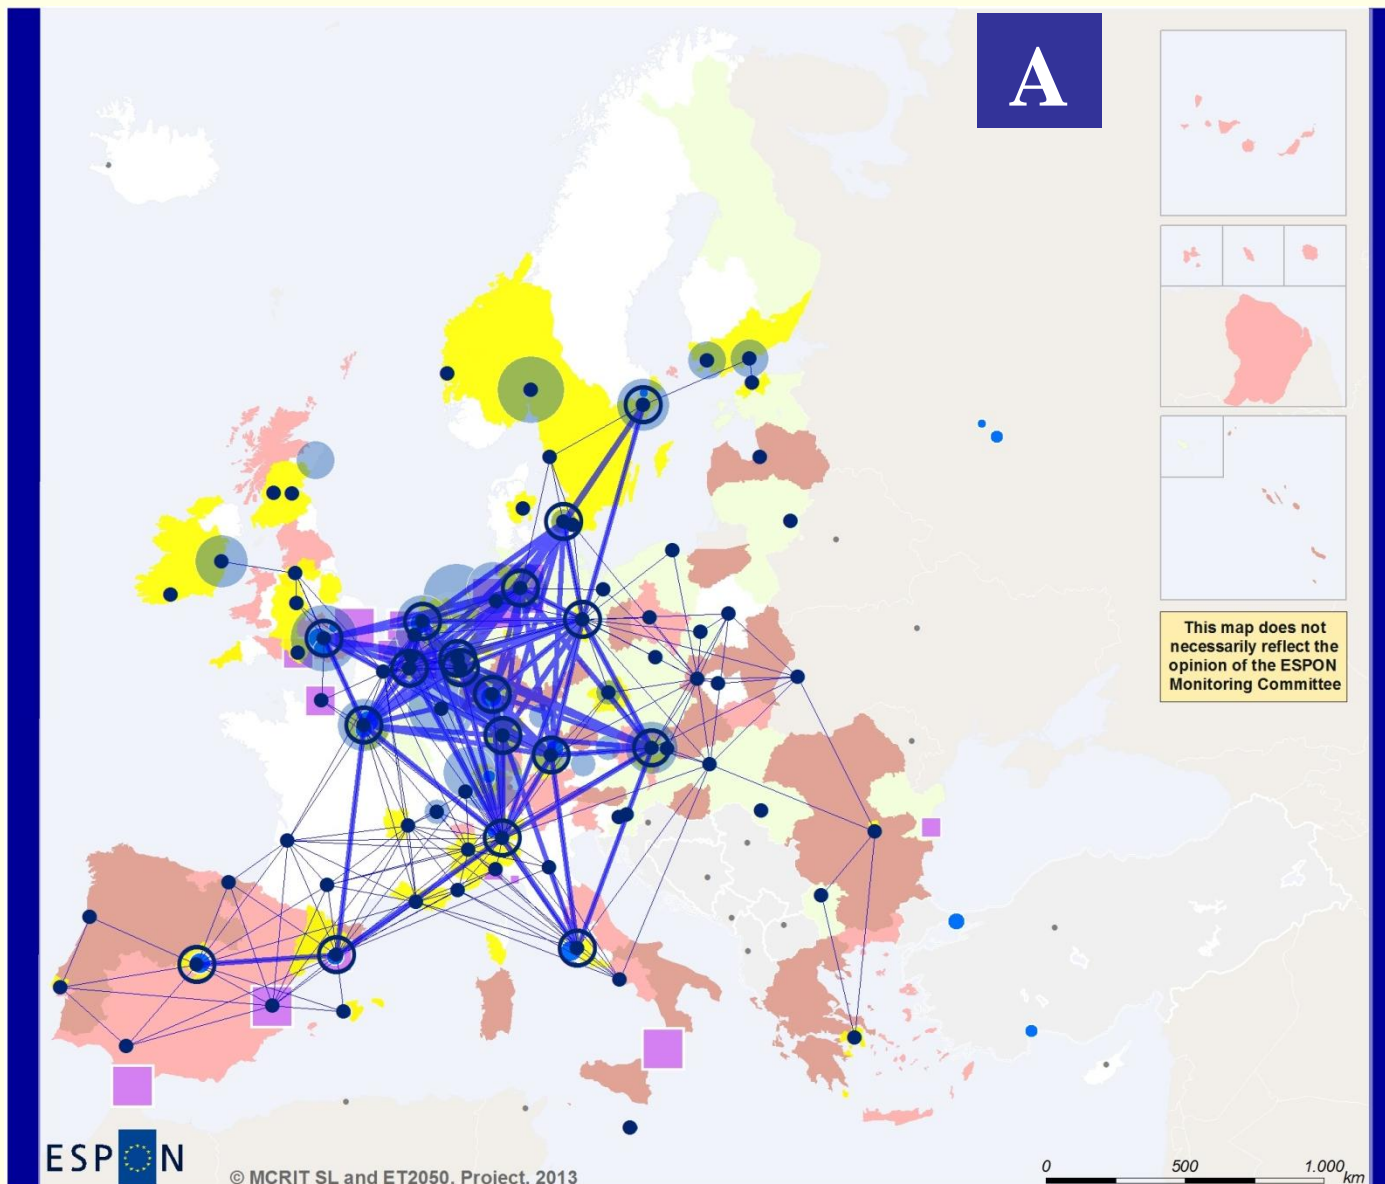 A
This map does not
necessarily reflect the
opinion of the ESPON
Monitoring Committee
ESPON
© MCRIT SL and ET2050, Project, 2013
0 500 1.000
km